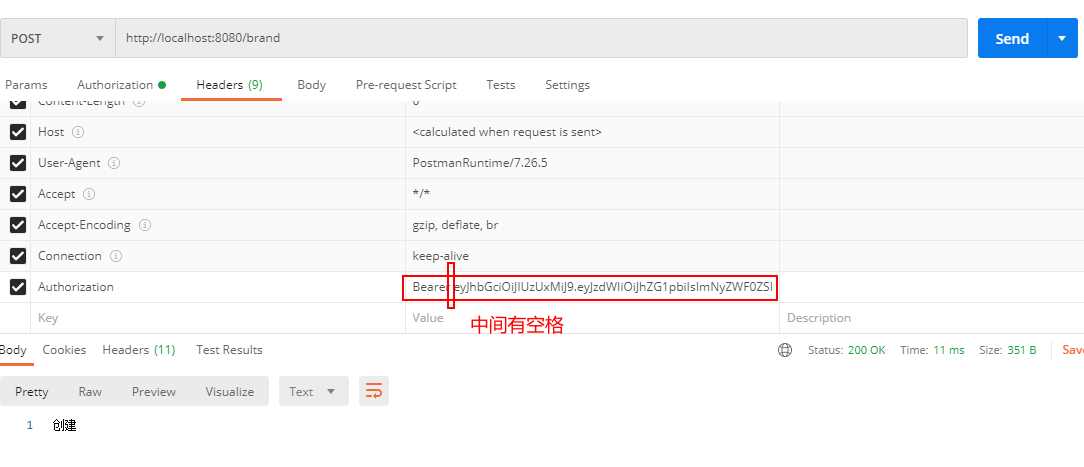 POST http://localhost:8080/brand Send
Params Authorization Headers (9) Body Pre-request Script Tests Settings
Content-Length 0
Host <calculated when request is sent>
User-Agent PostmanRuntime/7.26.5
Accept */*
Accept-Encoding gzip, deflate, br
Connection keep-alive
Authorization Bearer eyJhbGciOiJIUzUxMiJ9.eyJzdWIiOiJhZG1pbiIsImNyZWF0ZSI
Key Value Description
中间有空格
Body Cookies Headers (11) Test Results Status: 200 OK Time: 11 ms Size: 351 B Save
Pretty Raw Preview Visualize Text
1 创建